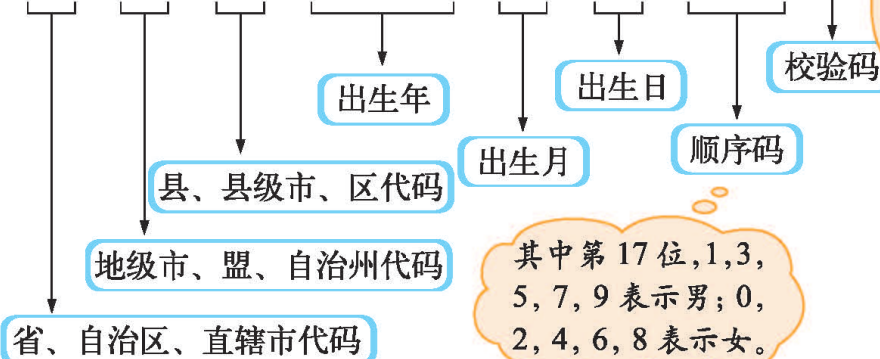 校验码
出生日
出生年
顺序码
出生月
县、县级市、区代码
地级市、盟、自治州代码
其中第17位,1,3,
5,7,9表示男;0,
2,4,6,8表示女。
省、自治区、直辖市代码